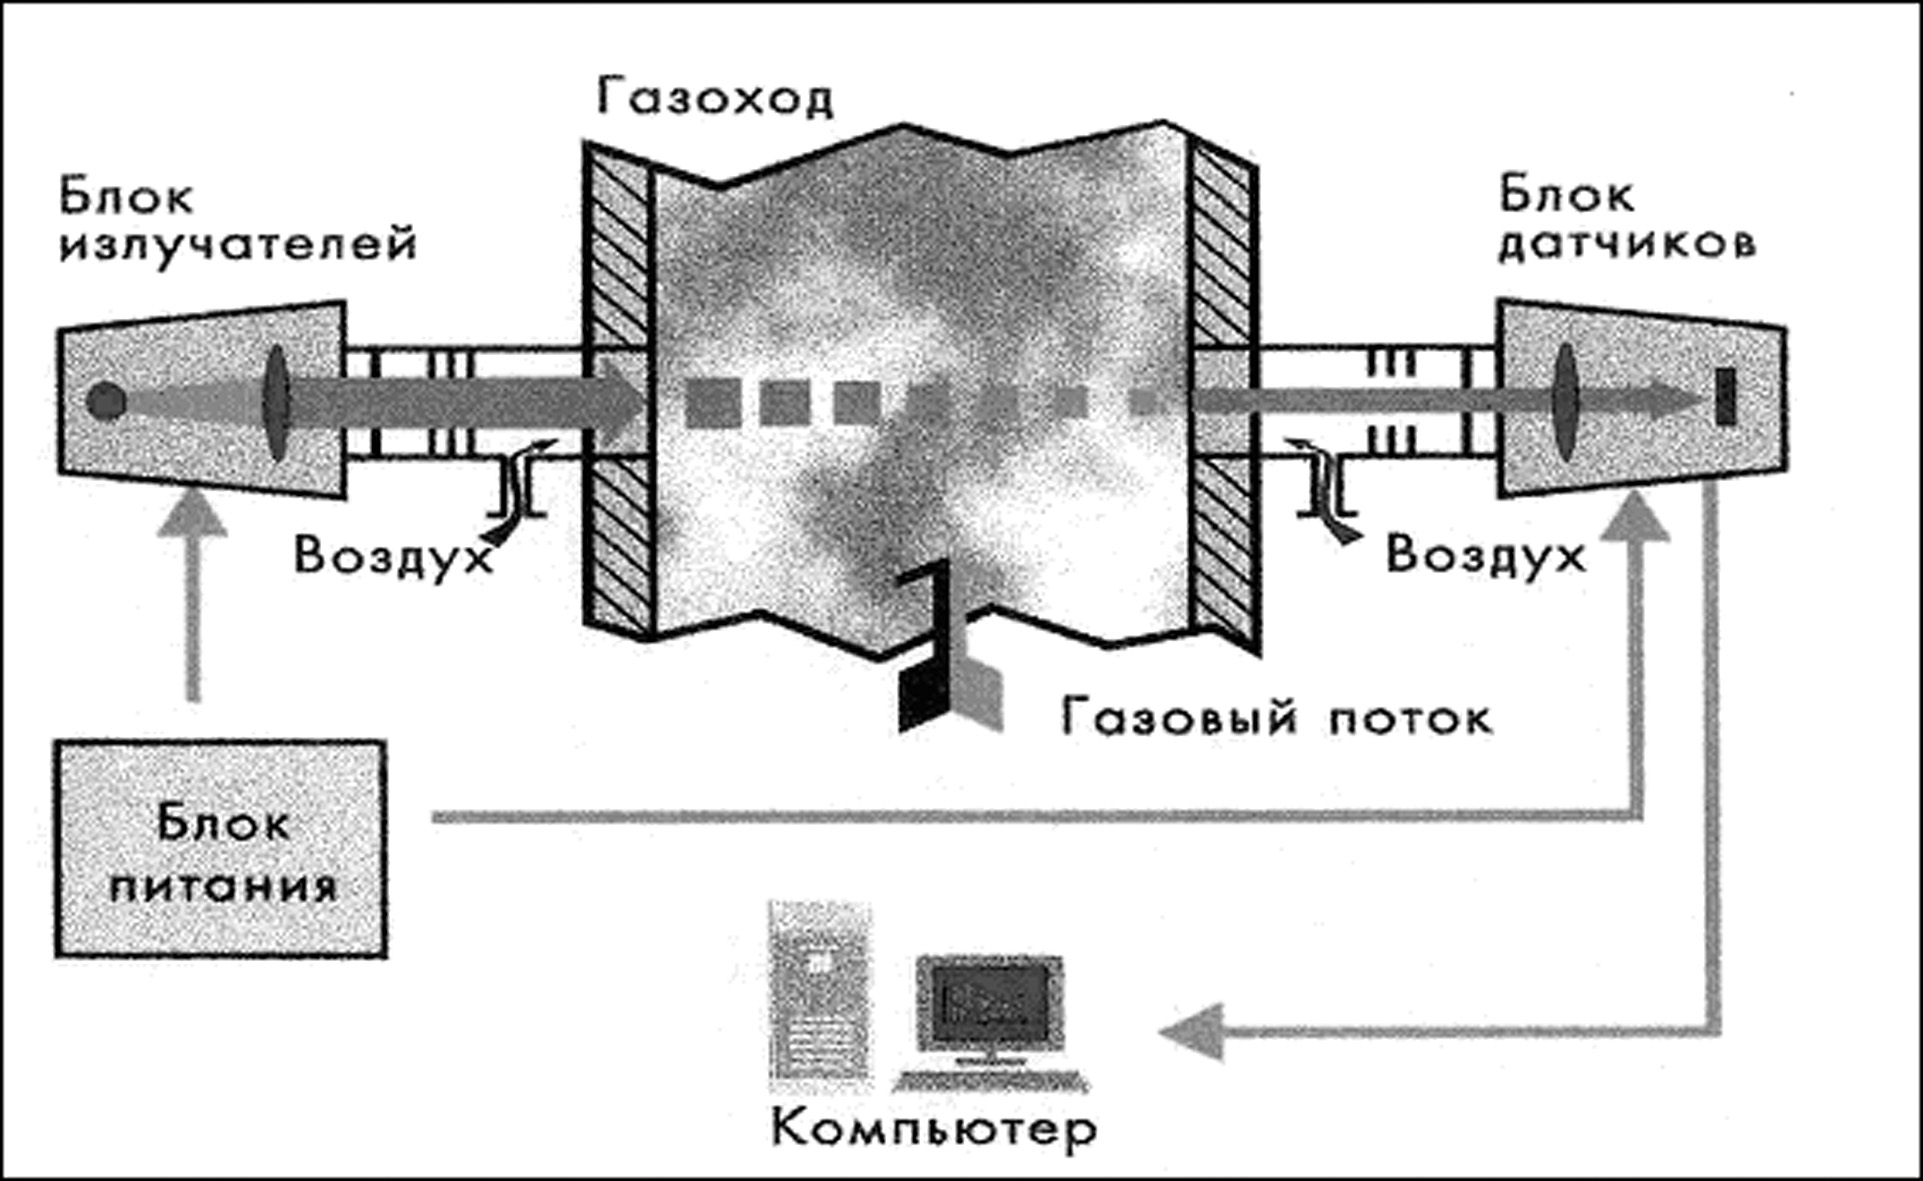 Газоход
Блок
излучателей
Блок
датчиков
Воздух
Воздух
Газовый поток
Блок
питания
Компьютер